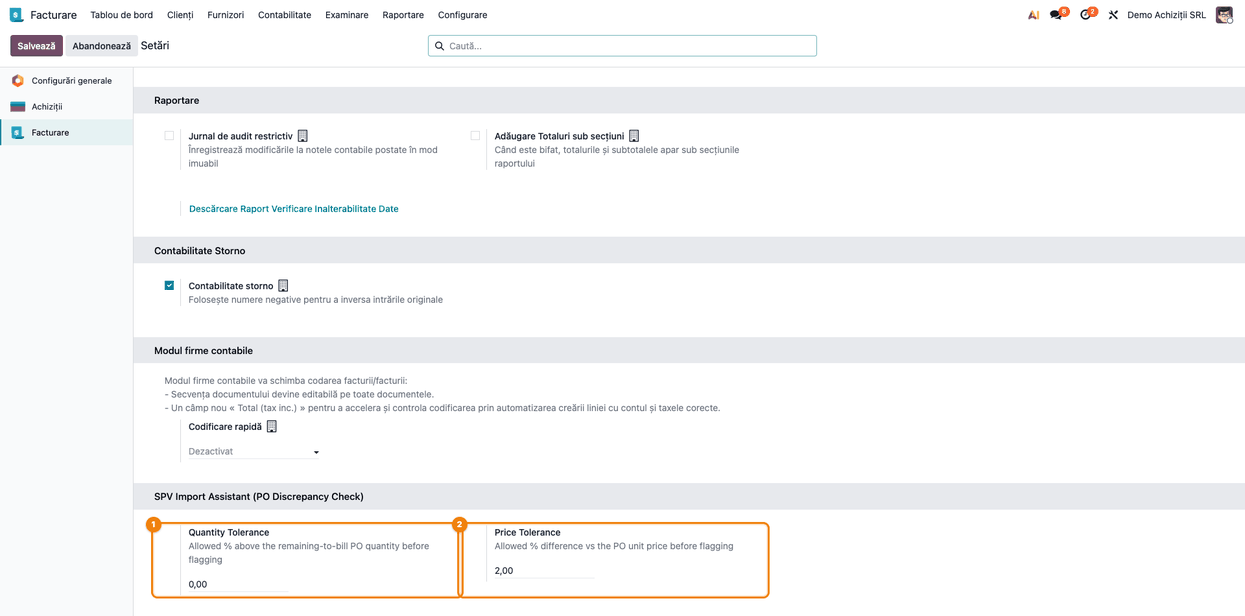 Facturare Tablou de bord Clienți Furnizori Contabilitate Examinare Raportare Configurare 8 2 Demo Achiziții SRL
Salvează Abandonează Setări Caută...
Configurări generale
Achiziții
Facturare
Raportare
Jurnal de audit restrictiv
Înregistrează modificările la notele contabile postate în mod
imuabil
Adăugare Totaluri sub secțiuni
Când este bifat, totalurile și subtotalele apar sub secțiunile
raportului
Descărcare Raport Verificare Inalterabilitate Date
Contabilitate Storno
Contabilitate storno
Folosește numere negative pentru a inversa intrările originale
Modul firme contabile
Modul firme contabile va schimba codarea facturii/facturii:
- Secvența documentului devine editabilă pe toate documentele.
- Un câmp nou « Total (tax inc.) » pentru a accelera și controla codificarea prin automatizarea creării liniei cu contul și taxele corecte.
Codificare rapidă
Dezactivat
SPV Import Assistant (PO Discrepancy Check)
1
Quantity Tolerance
Allowed % above the remaining-to-bill PO quantity before
flagging
0,00
2
Price Tolerance
Allowed % difference vs the PO unit price before flagging
2,00